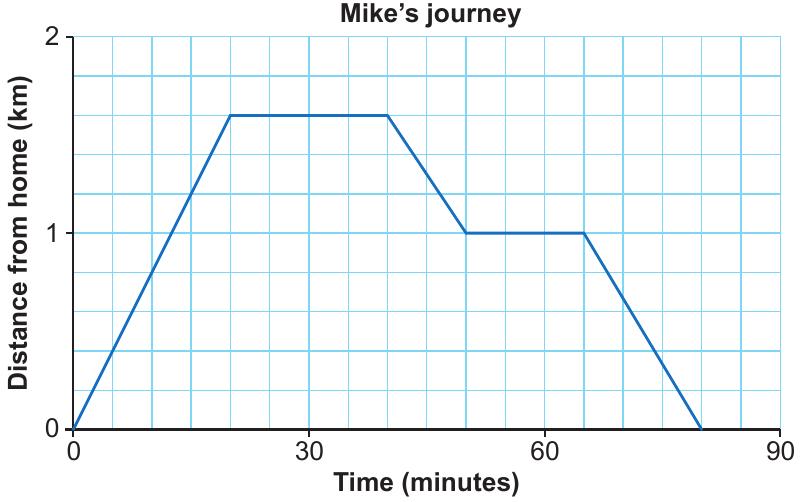 Mike’s journey
Distance from home (km)
2
1
0
0 30 60 90
Time (minutes)